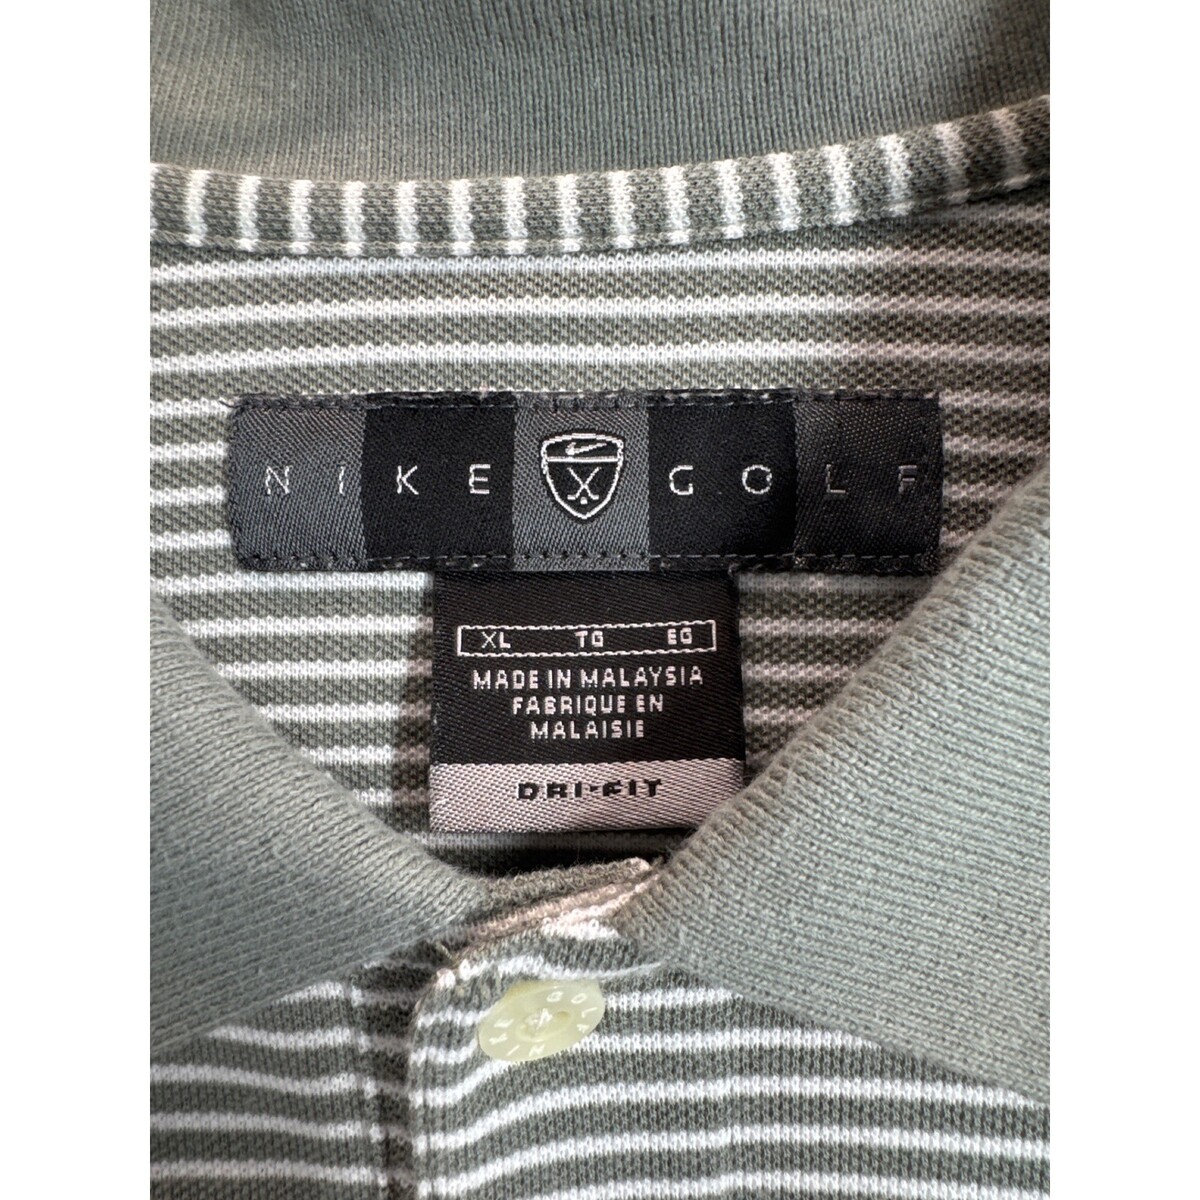 NIKE GOLF
XL TG EG
MADE IN MALAYSIA
FABRIQUE EN
MALAISIE
DRI-FIT